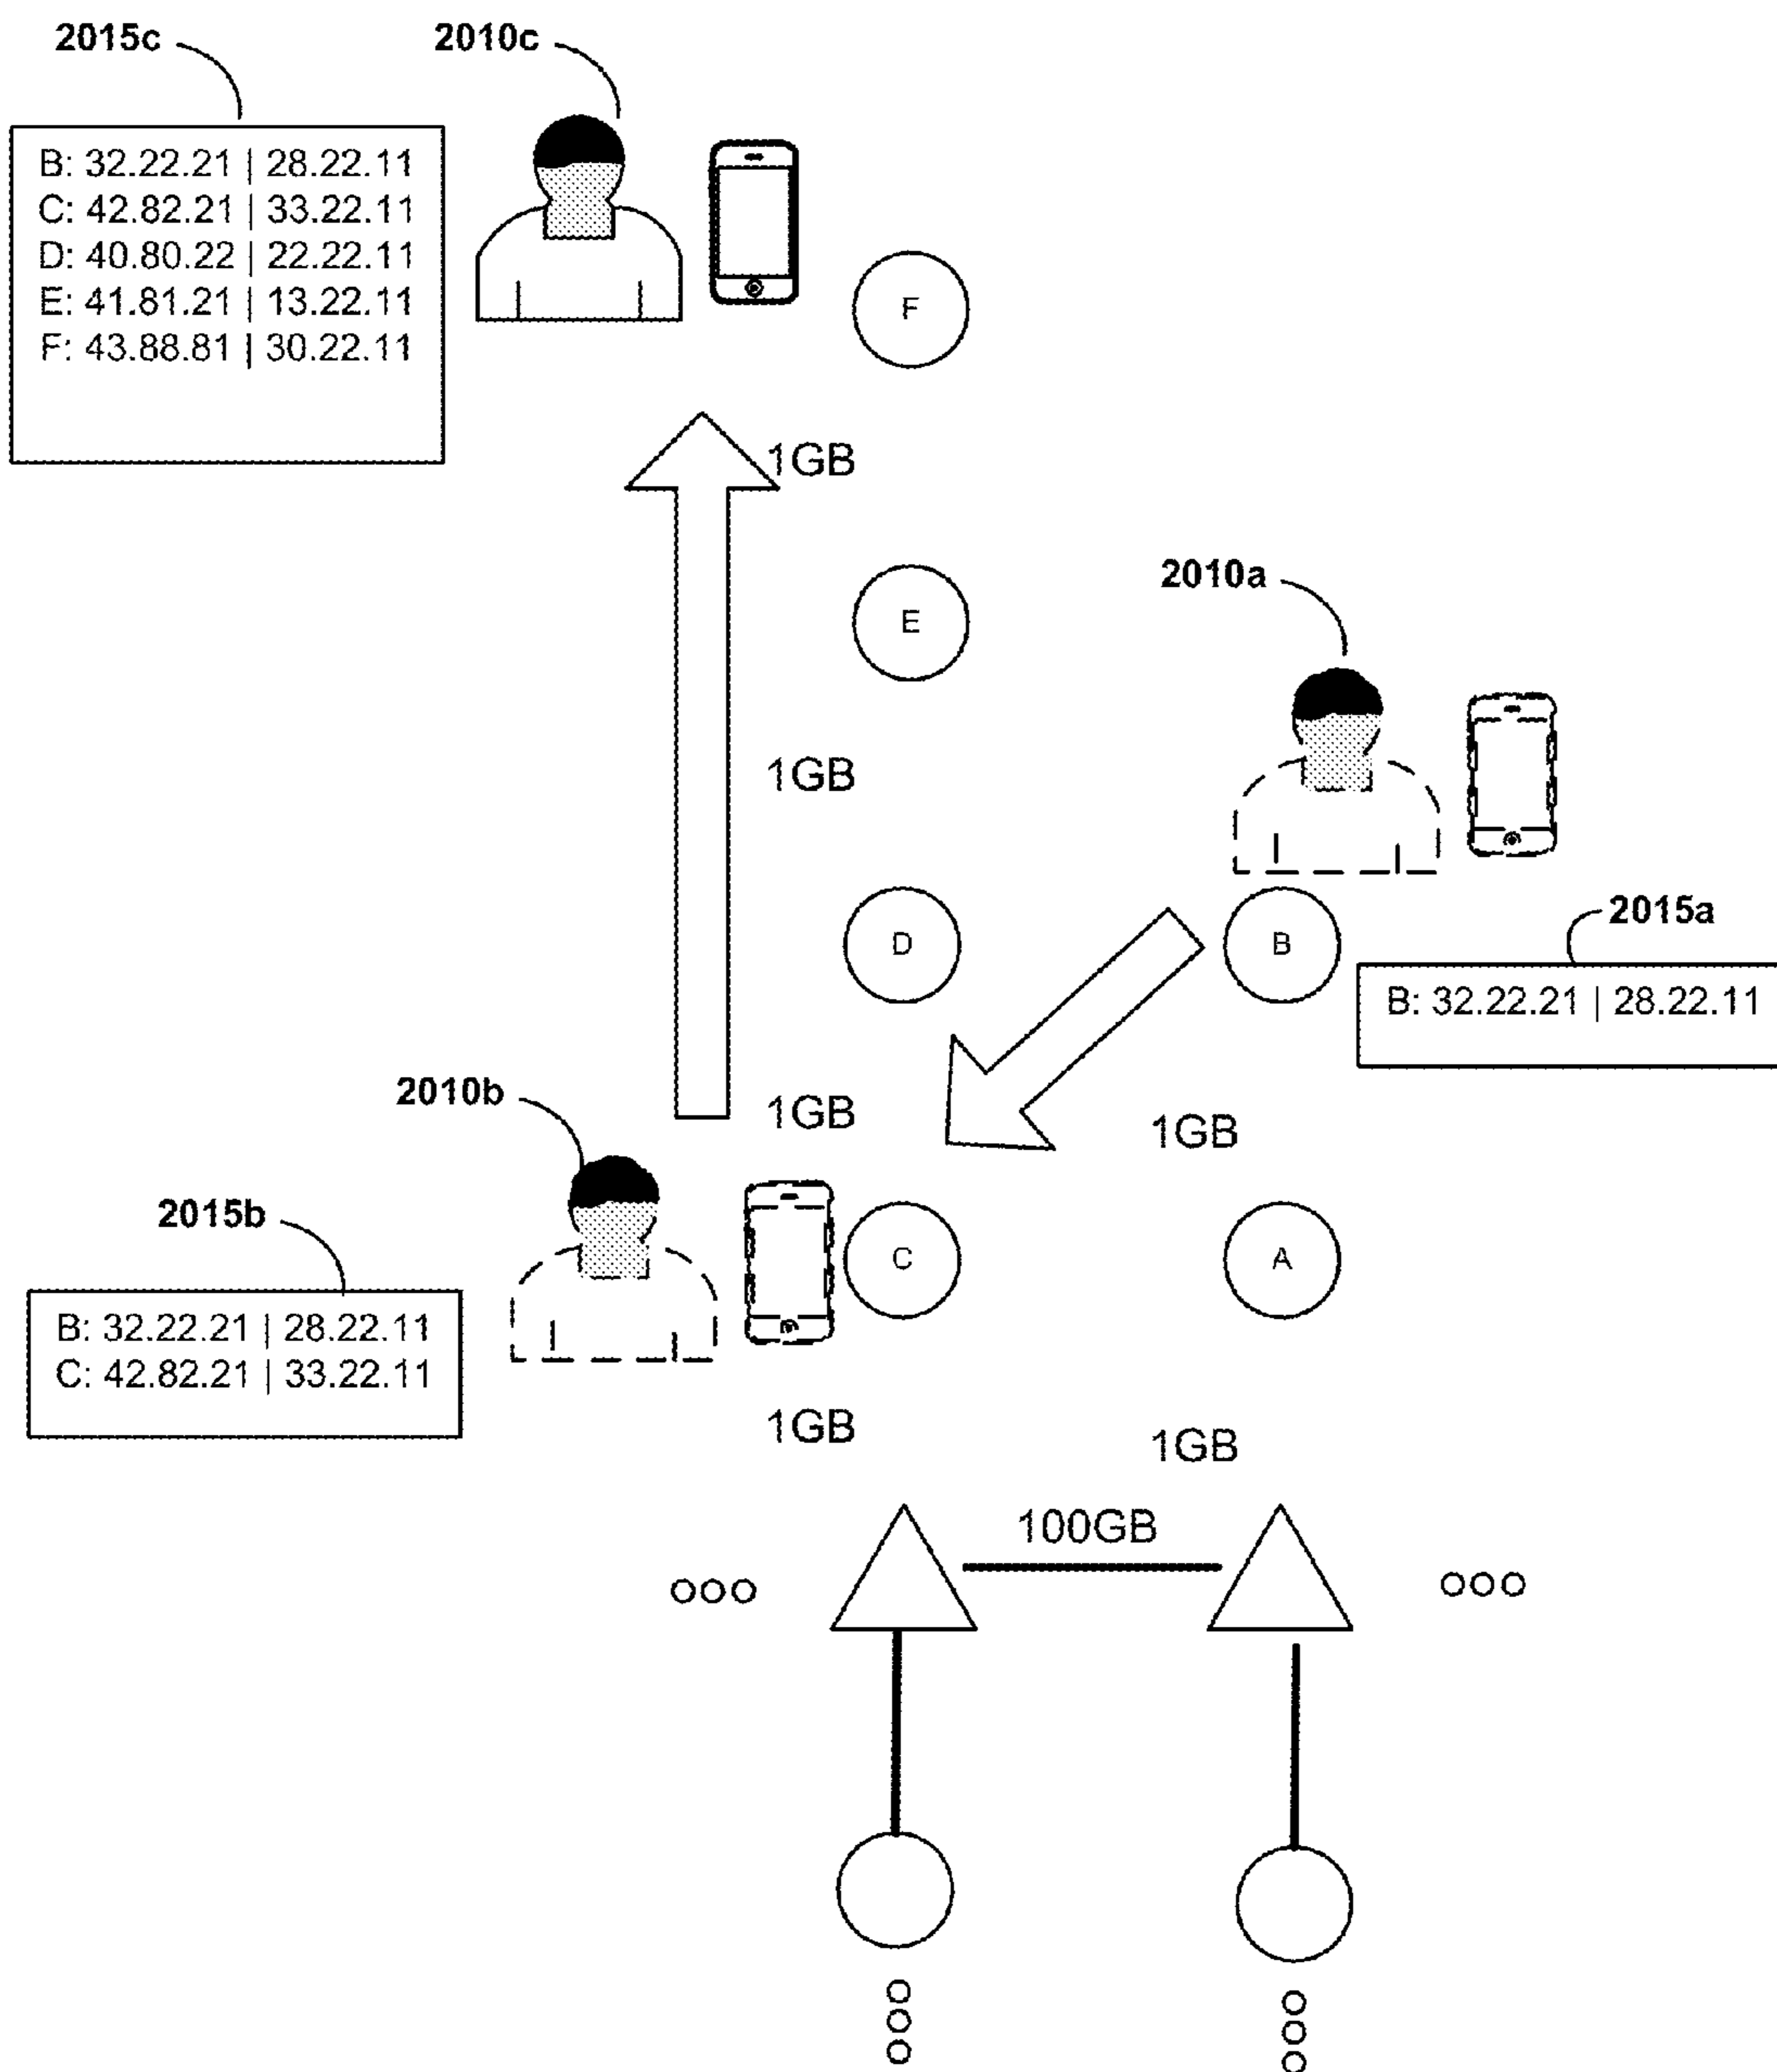 2015c
2010c
B: 32.22.21 | 28.22.11
C: 42.82.21 | 33.22.11
D: 40.80.22 | 22.22.11
E: 41.81.21 | 13.22.11
F: 43.88.81 | 30.22.11
F
1GB
2010a
E
1GB
2015a
D
B
B: 32.22.21 | 28.22.11
2010b
1GB
1GB
2015b
C
A
B: 32.22.21 | 28.22.11
C: 42.82.21 | 33.22.11
1GB
1GB
100GB